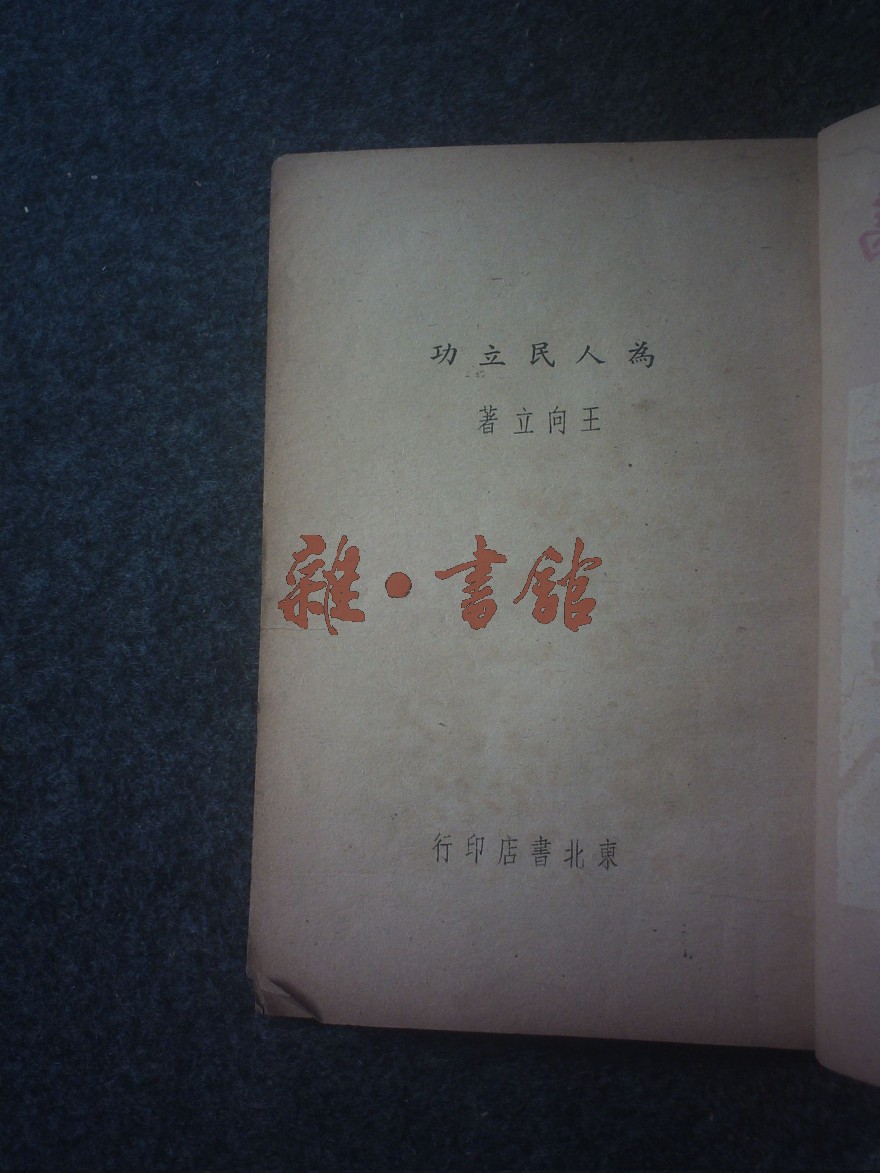 為人民立功
王向立著
雜·書館
東北書店印行